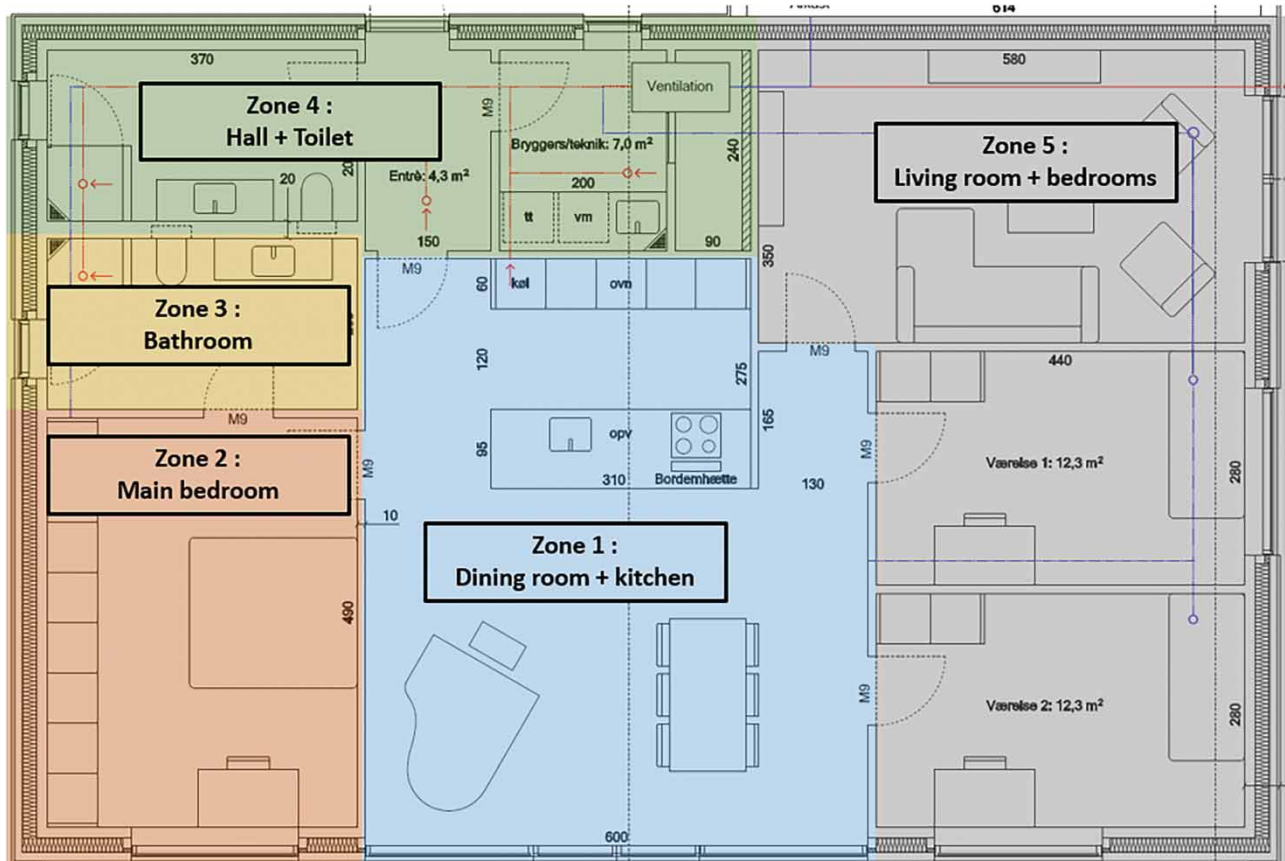 614
370
580
Ventilation
Zone 4 :
Hall + Toilet
M9
Bryggers/teknik: 7,0 m²
240
Zone 5 :
Living room + bedrooms
Entrè: 4,3 m²
20
200
tt
vm
150
90
M9
350
60
køl
ovn
Zone 3 :
Bathroom
120
275
M9
440
M9
165
95
opv
310
Bordemhætte
130
M9
M9
Værelse 1: 12,3 m²
280
Zone 2 :
Main bedroom
10
Zone 1 :
Dining room + kitchen
490
M9
Værelse 2: 12,3 m²
280
600